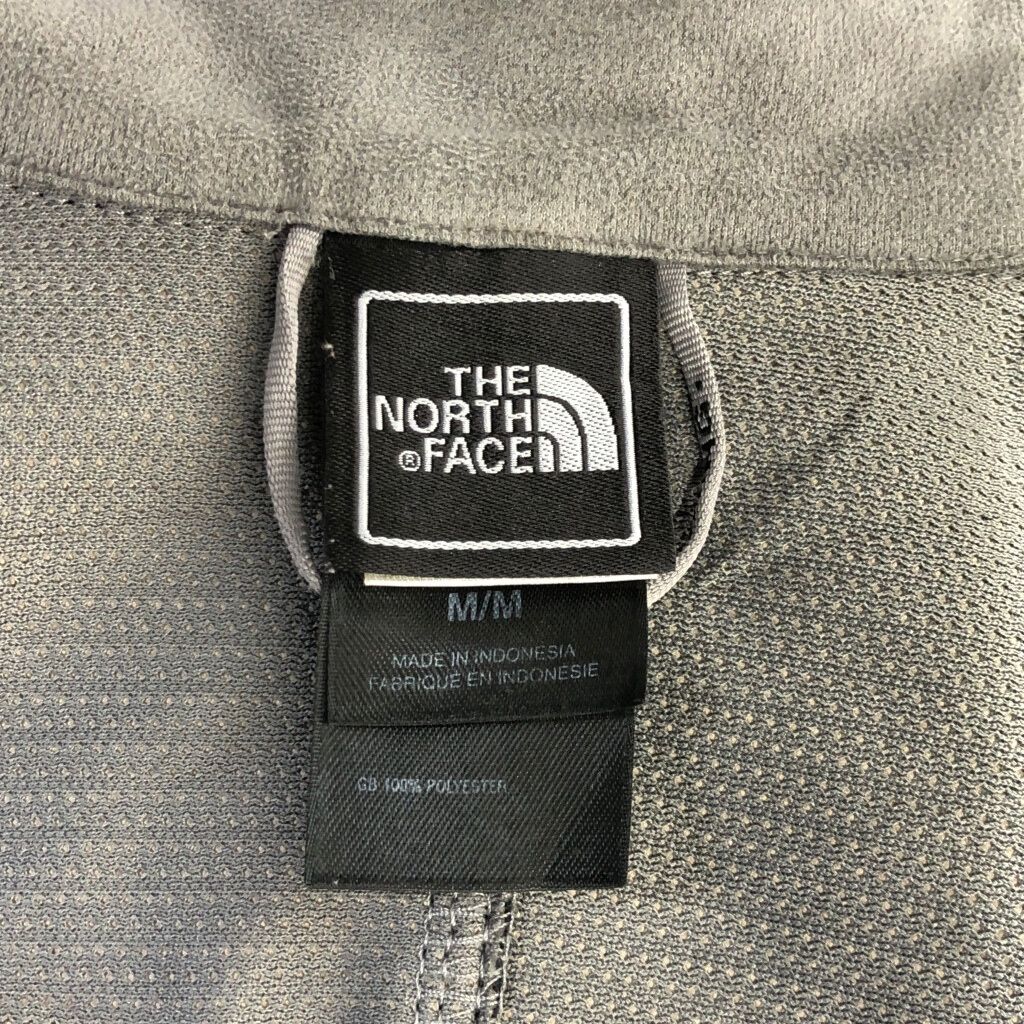 THE
NORTH
®FACE
M/M
MADE IN INDONESIA
FABRIQUE EN INDONESIE
GB 100% POLYESTER